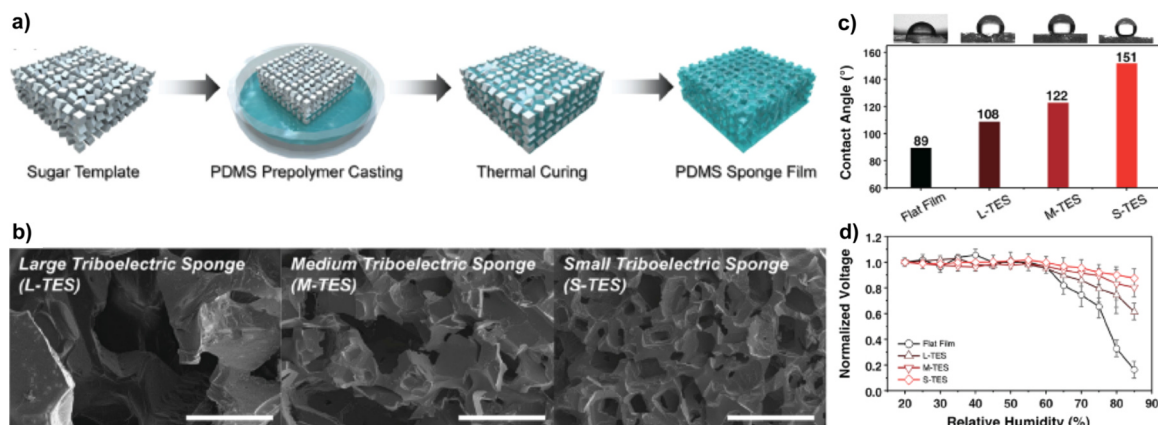 a)
Sugar Template
PDMS Prepolymer Casting
Thermal Curing
PDMS Sponge Film
b)
Large Triboelectric Sponge
(L-TES)
Medium Triboelectric Sponge
(M-TES)
Small Triboelectric Sponge
(S-TES)
c)
Contact Angle (°)
160
140
120
100
80
60
89
108
122
151
Flat Film
L-TES
M-TES
S-TES
d)
Normalized Voltage
1.2
1.0
0.8
0.6
0.4
0.2
0.0
Flat Film
L-TES
M-TES
S-TES
20 30 40 50 60 70 80 90
Relative Humidity (%)